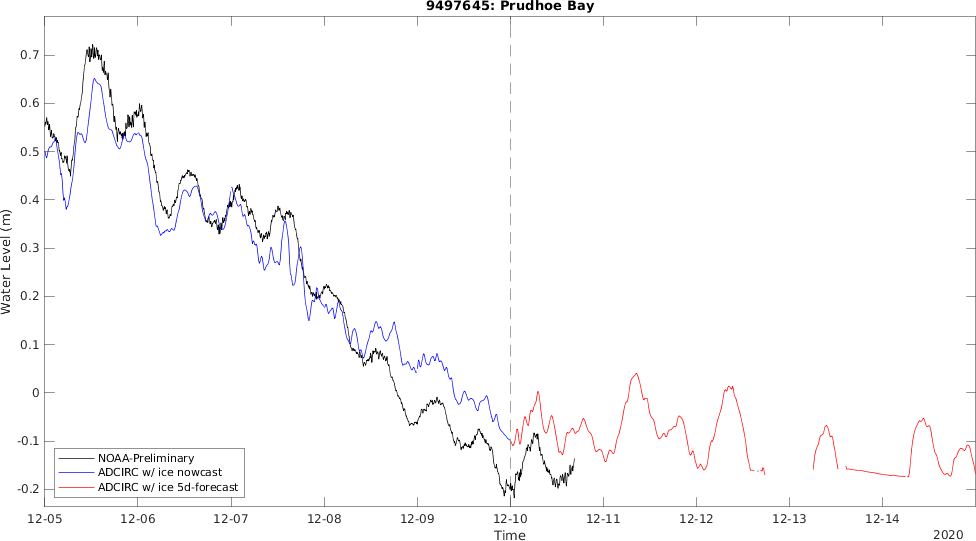 9497645: Prudhoe Bay
Water Level (m)
0.7
0.6
0.5
0.4
0.3
0.2
0.1
0
-0.1
-0.2
NOAA-Preliminary
ADCIRC w/ ice nowcast
ADCIRC w/ ice 5d-forecast
12-05 12-06 12-07 12-08 12-09 12-10 12-11 12-12 12-13 12-14
Time
2020